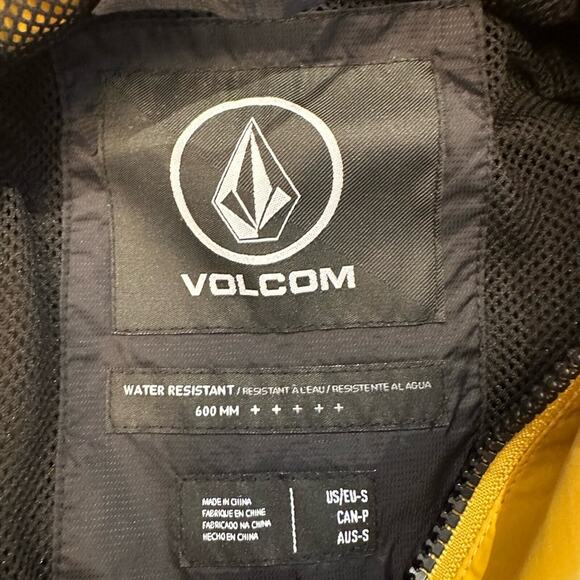 VOLCOM
WATER RESISTANT / RESISTANT À L'EAU / RESISTENTE AL AGUA
600 MM + + + + +
MADE IN CHINA
FABRIQUE EN CHINE
FABRICADO NA CHINA
HECHO EN CHINA
US/EU-S
CAN-P
AUS-S